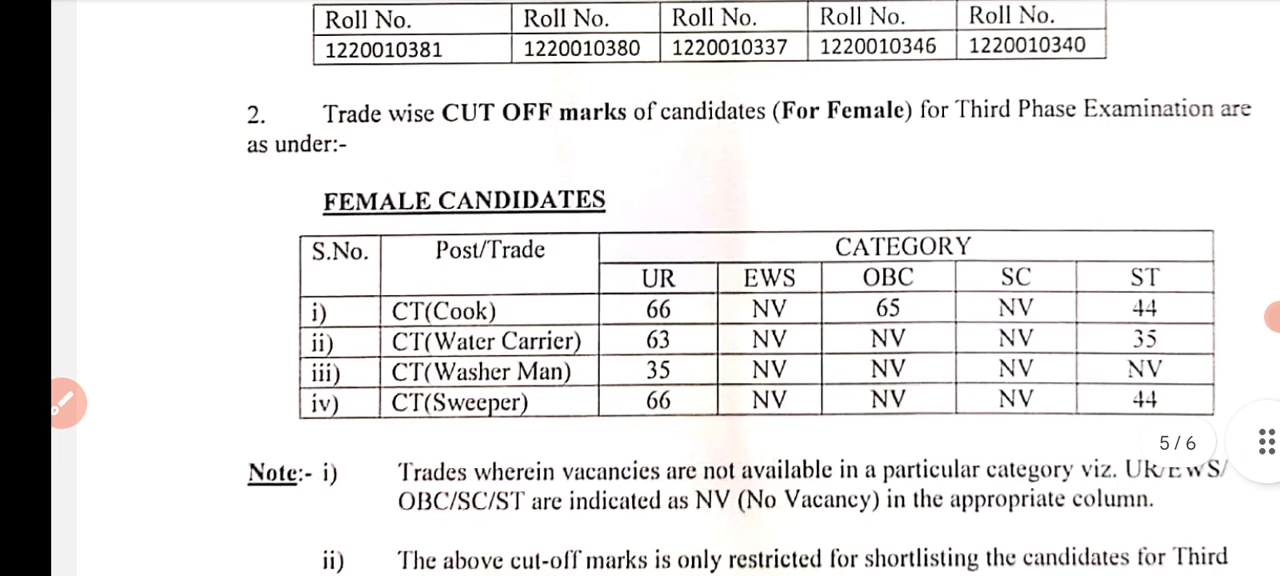 Roll No. Roll No. Roll No. Roll No. Roll No.
1220010381 1220010380 1220010337 1220010346 1220010340
2. Trade wise CUT OFF marks of candidates (For Female) for Third Phase Examination are
as under:-
FEMALE CANDIDATES
S.No. Post/Trade CATEGORY
UR EWS OBC SC ST
i) CT(Cook) 66 NV 65 NV 44
ii) CT(Water Carrier) 63 NV NV NV 35
iii) CT(Washer Man) 35 NV NV NV NV
iv) CT(Sweeper) 66 NV NV NV 44
5 / 6
Note:- i) Trades wherein vacancies are not available in a particular category viz. UR/EWS/
OBC/SC/ST are indicated as NV (No Vacancy) in the appropriate column.
ii) The above cut-off marks is only restricted for shortlisting the candidates for Third